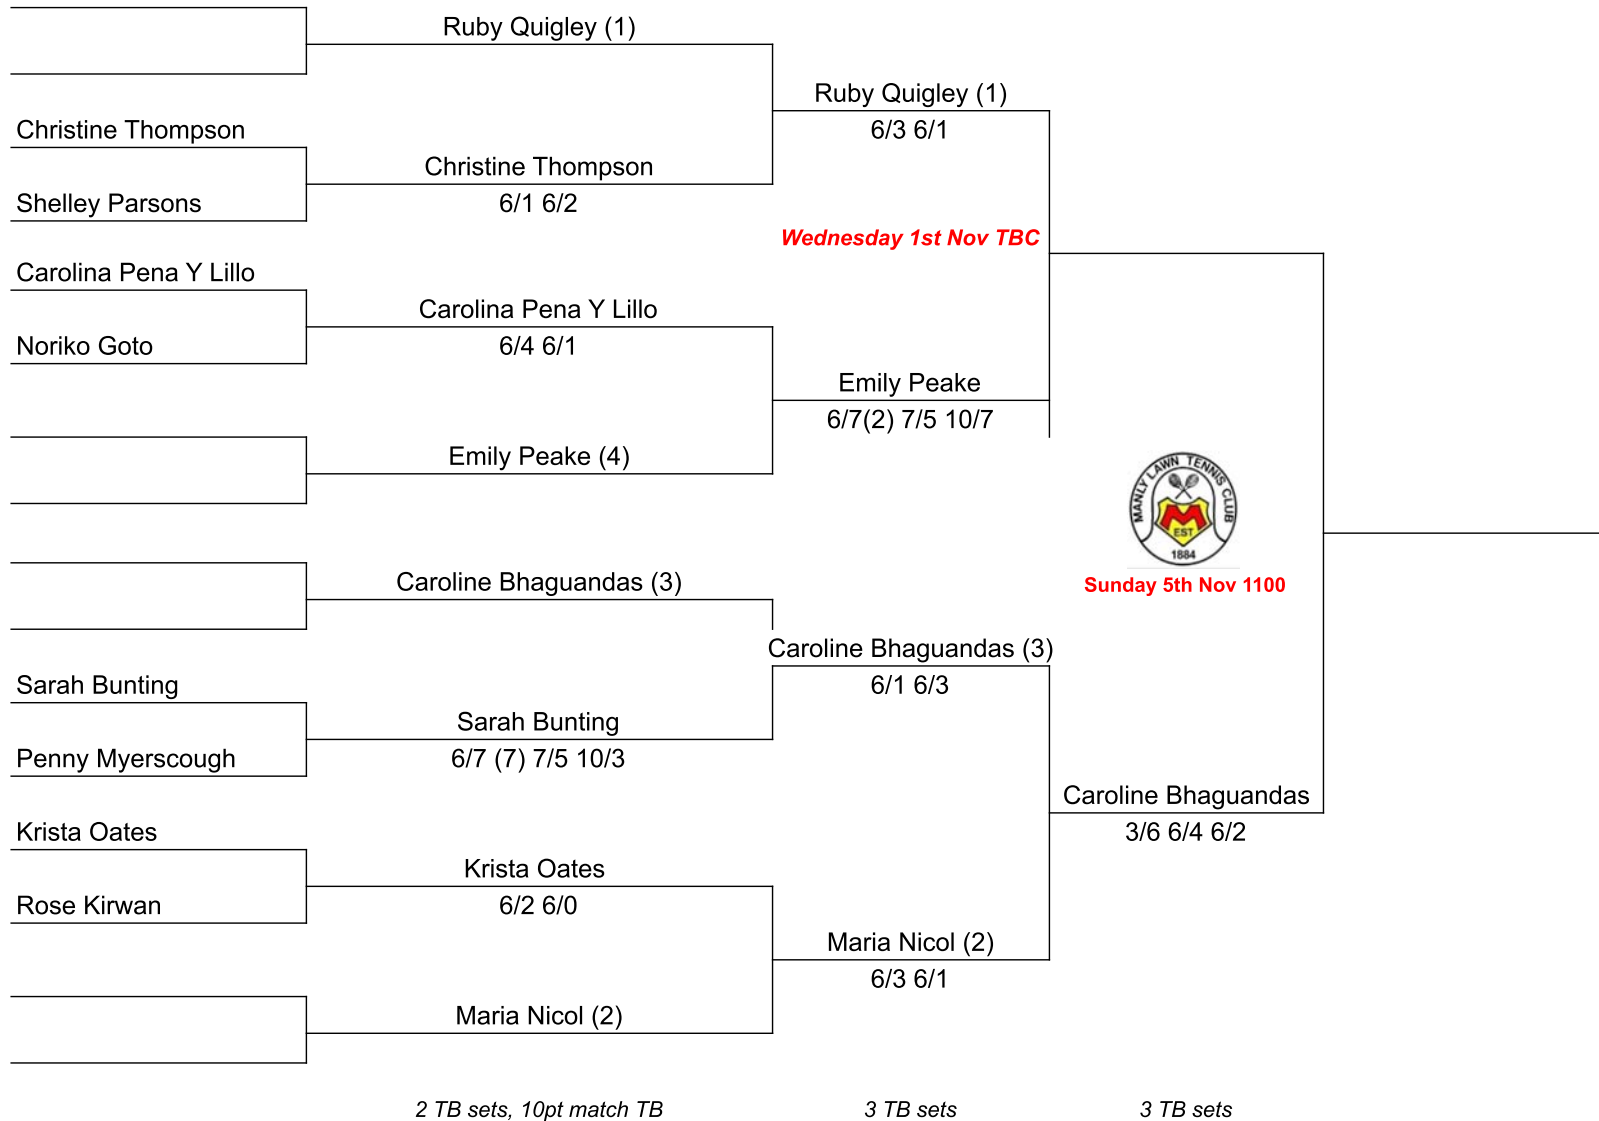 Ruby Quigley (1)
Ruby Quigley (1)
6/3 6/1
Christine Thompson
Christine Thompson
6/1 6/2
Shelley Parsons
Wednesday 1st Nov TBC
Carolina Pena Y Lillo
Carolina Pena Y Lillo
6/4 6/1
Noriko Goto
Emily Peake
6/7(2) 7/5 10/7
Emily Peake (4)
MANLY LAWN TENNIS CLUB
M
EST
1884
Sunday 5th Nov 1100
Caroline Bhaguandas (3)
Caroline Bhaguandas (3)
6/1 6/3
Sarah Bunting
Sarah Bunting
6/7 (7) 7/5 10/3
Penny Myerscough
Caroline Bhaguandas
3/6 6/4 6/2
Krista Oates
Krista Oates
6/2 6/0
Rose Kirwan
Maria Nicol (2)
6/3 6/1
Maria Nicol (2)
2 TB sets, 10pt match TB
3 TB sets
3 TB sets